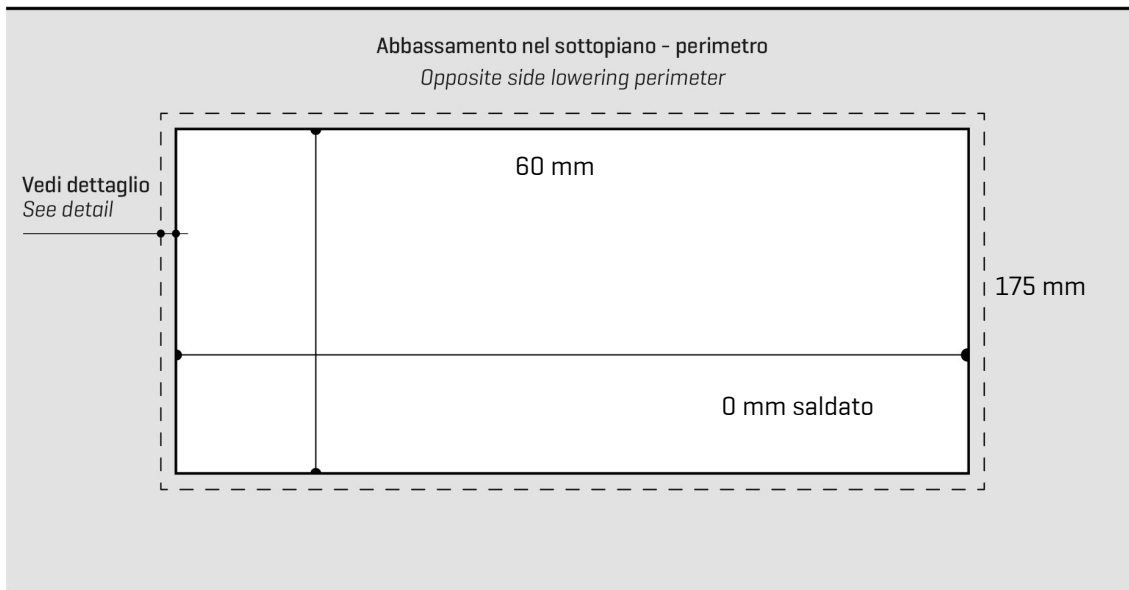 Abbassamento nel sottopiano - perimetro
Opposite side lowering perimeter
60 mm
Vedi dettaglio
See detail
175 mm
0 mm saldato